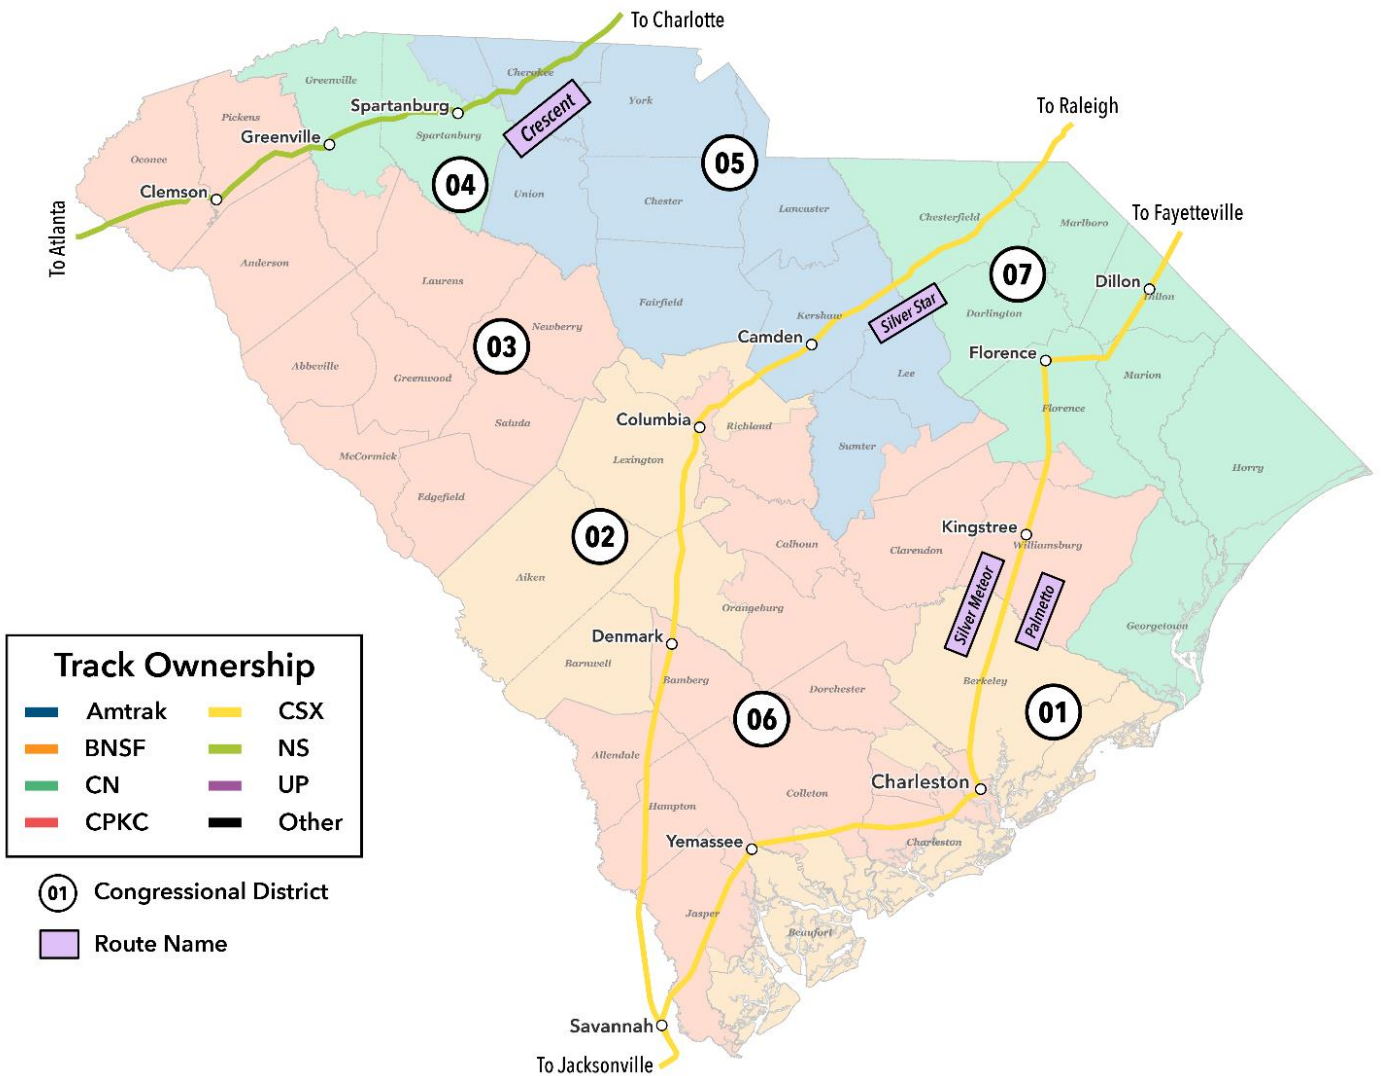 To Charlotte
Cherokee
Greenville
York
Spartanburg
Crescent
To Raleigh
Pickens
Greenville
Spartanburg
05
Oconee
04
Clemson
Union
Chester
Lancaster
Chesterfield
Marlboro
To Fayetteville
To Atlanta
Anderson
Laurens
07
Dillon
Dillon
Fairfield
Kershaw
Silver Star
Darlington
Newberry
03
Camden
Florence
Abbeville
Greenwood
Lee
Marion
Saluda
Columbia
Richland
Florence
McCormick
Lexington
Sumter
Horry
Edgefield
02
Calhoun
Clarendon
Kingstree
Williamsburg
Aiken
Silver Meteor
Palmetto
Orangeburg
Georgetown
Denmark
Barnwell
Bamberg
Dorchester
Berkeley
06
01
Allendale
Hampton
Colleton
Charleston
Yemassee
Charleston
Jasper
Beaufort
Savannah
To Jacksonville
Track Ownership
Amtrak
CSX
BNSF
NS
CN
UP
CPKC
Other
01 Congressional District
Route Name